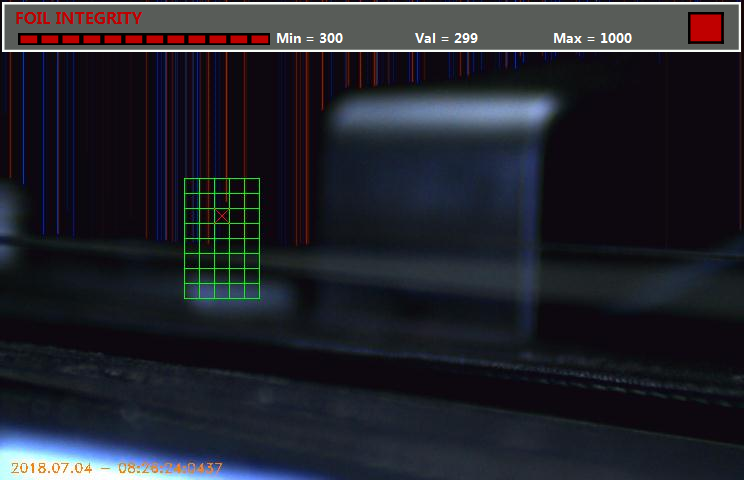 FOIL INTEGRITY
Min = 300 Val = 299 Max = 1000
2018.07.04 – 08:26:24:0437